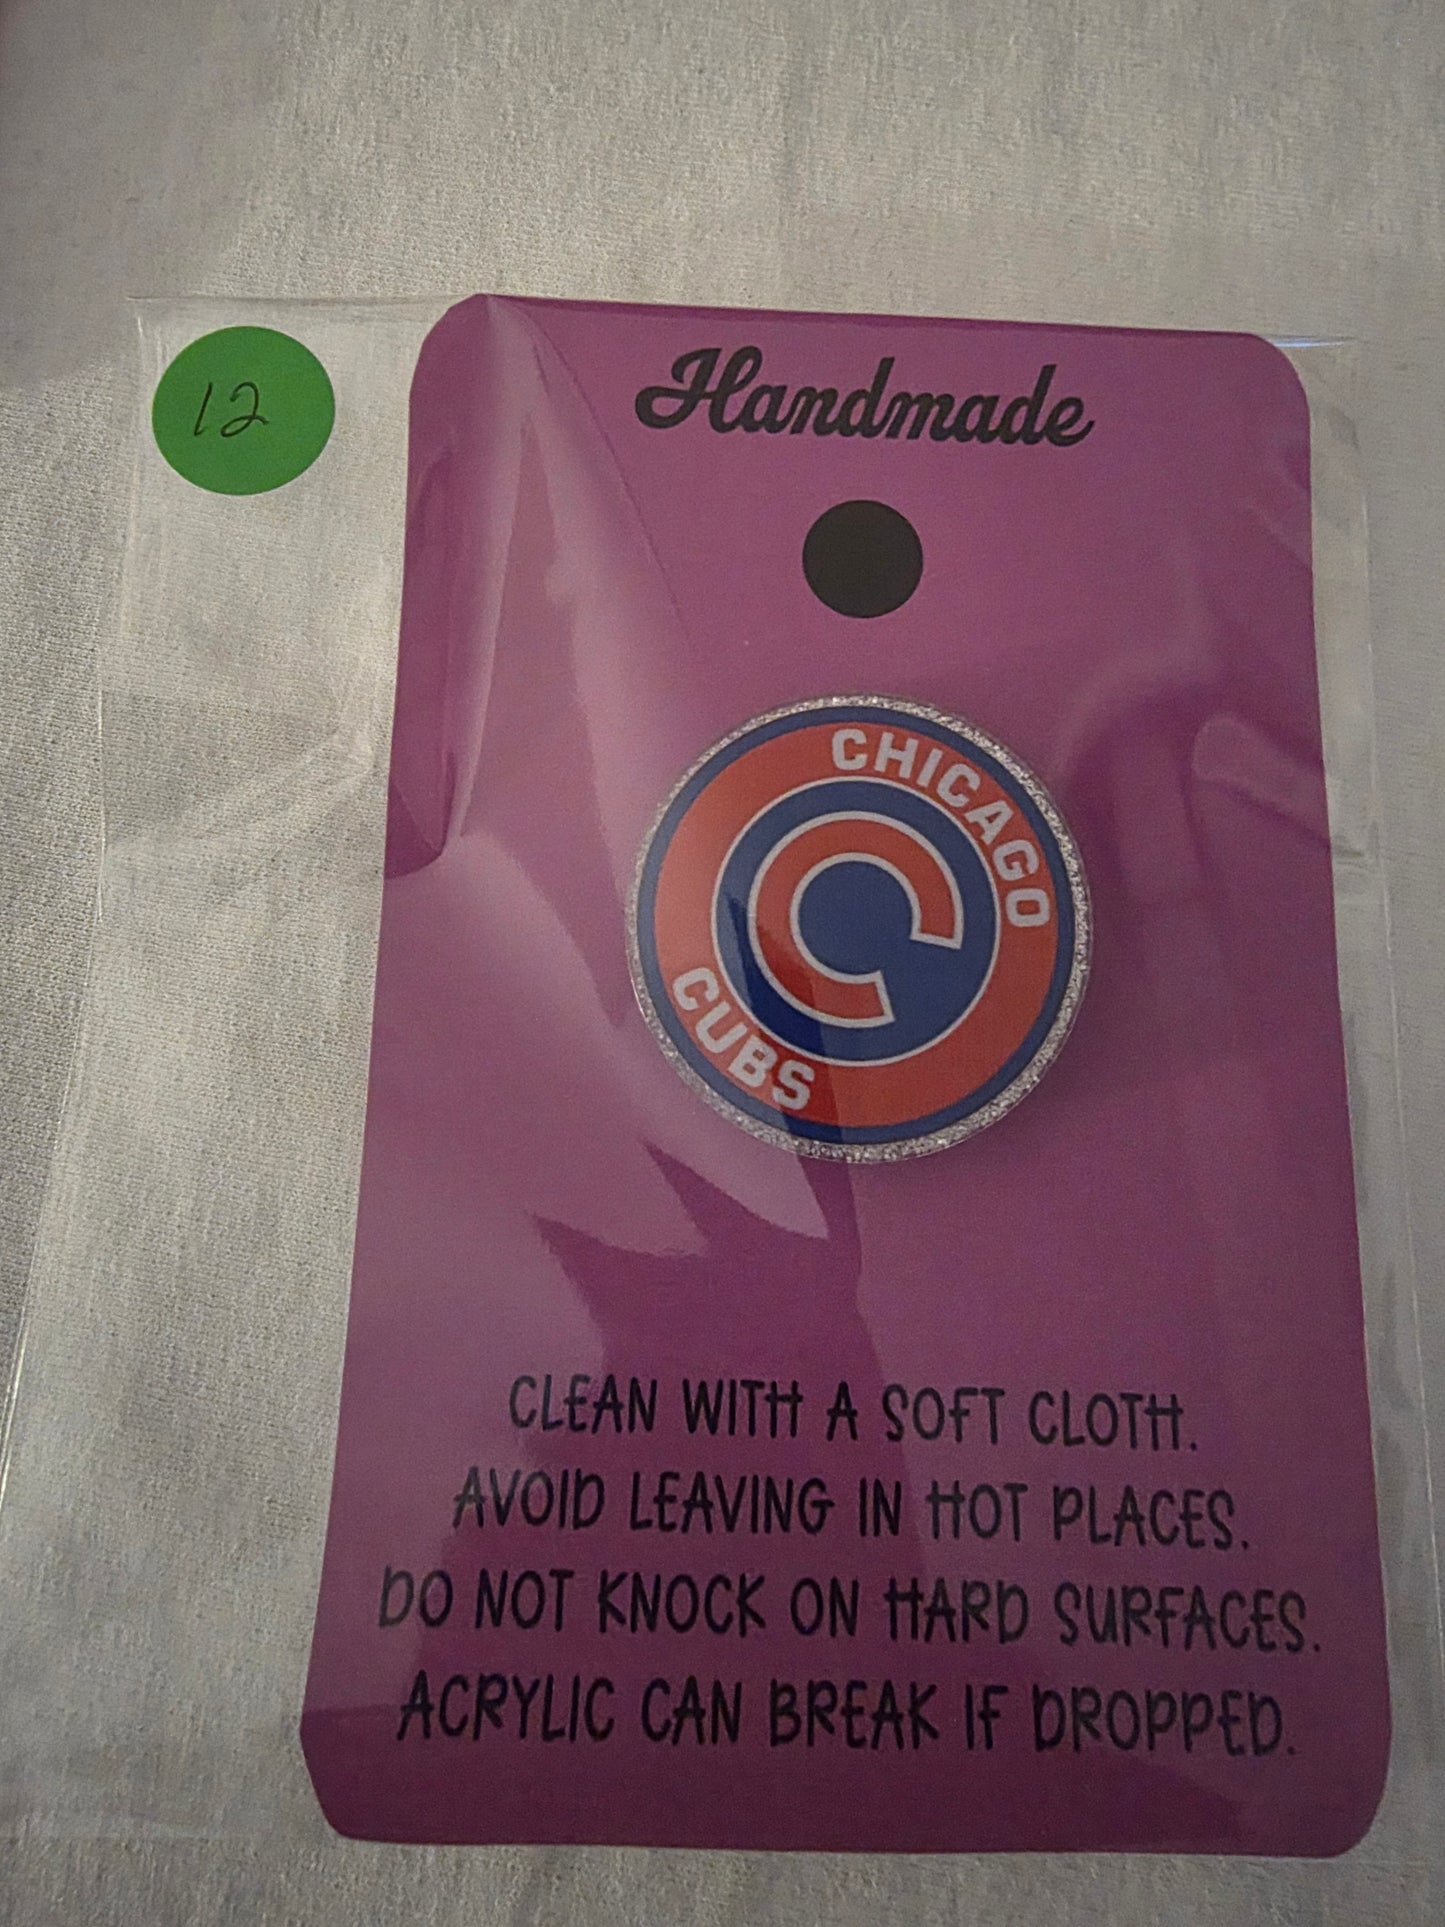 12
Handmade
CHICAGO
CUBS
CLEAN WITH A SOFT CLOTH.
AVOID LEAVING IN HOT PLACES.
DO NOT KNOCK ON HARD SURFACES.
ACRYLIC CAN BREAK IF DROPPED.